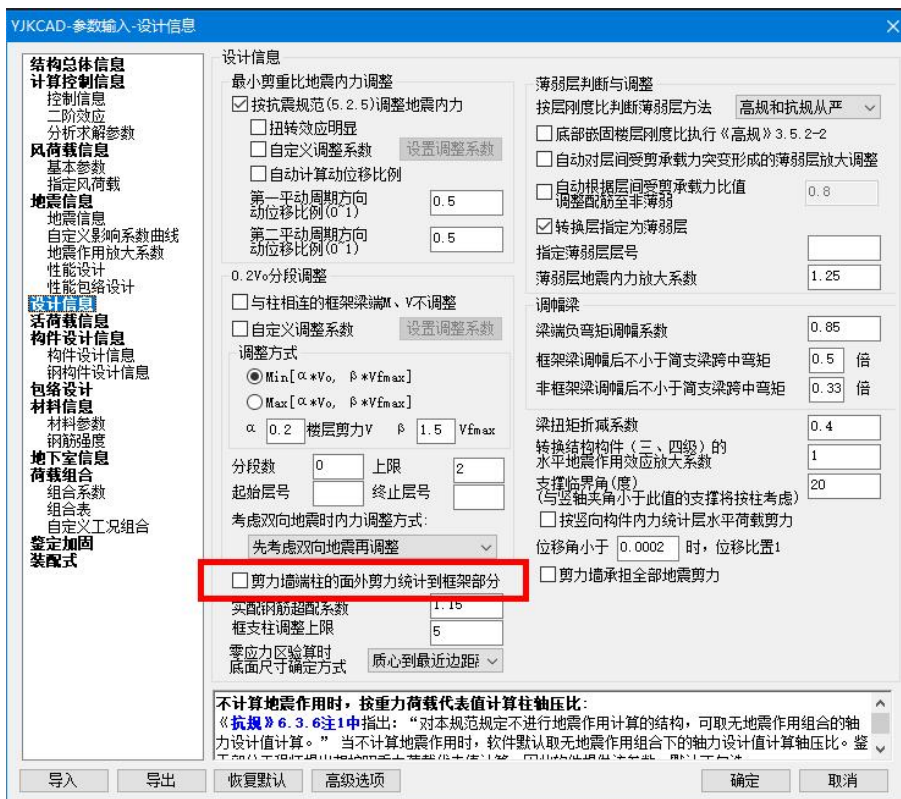 YJKCAD-参数输入-设计信息
结构总体信息
计算控制信息
控制信息
二阶效应
分析求解参数
风荷载信息
基本参数
指定风荷载
地震信息
地震信息
自定义影响系数曲线
地震作用放大系数
性能设计
性能包络设计
设计信息
活荷载信息
构件设计信息
构件设计信息
钢构件设计信息
包络设计
材料信息
材料参数
钢筋强度
地下室信息
荷载组合
组合系数
组合表
自定义工况组合
鉴定加固
装配式
设计信息
最小剪重比地震内力调整
按抗震规范(5.2.5)调整地震内力
扭转效应明显
自定义调整系数 设置调整系数
自动计算动位移比例
第一平动周期方向
动位移比例(0~1) 0.5
第二平动周期方向
动位移比例(0~1) 0.5
0.2V₀分段调整
与柱相连的框架梁端M、V不调整
自定义调整系数 设置调整系数
调整方式
Min[α*V₀, β*Vfmax]
Max[α*V₀, β*Vfmax]
α 0.2 楼层剪力V β 1.5 Vfmax
分段数 0 上限 2
起始层号 终止层号
考虑双向地震时内力调整方式:
先考虑双向地震再调整
剪力墙端柱的面外剪力统计到框架部分
实配钢筋超配系数 1.15
框支柱调整上限 5
零应力区验算时
底面尺寸确定方式 质心到最近边距
薄弱层判断与调整
按层刚度比判断薄弱层方法 高规和抗规从严
底部嵌固楼层刚度比执行《高规》3.5.2-2
自动对层间受剪承载力突变形成的薄弱层放大调整
自动根据层间受剪承载力比值
调整配筋至非薄弱 0.8
转换层指定为薄弱层
指定薄弱层层号
薄弱层地震内力放大系数 1.25
调幅梁
梁端负弯矩调幅系数 0.85
框架梁调幅后不小于简支梁跨中弯矩 0.5 倍
非框架梁调幅后不小于简支梁跨中弯矩 0.33 倍
梁扭矩折减系数 0.4
转换结构构件（三、四级）的
水平地震作用效应放大系数 1
支撑临界角(度)
(与竖轴夹角小于此值的支撑将按柱考虑) 20
按竖向构件内力统计层水平荷载剪力
位移角小于 0.0002 时，位移比置1
剪力墙承担全部地震剪力
不计算地震作用时，按重力荷载代表值计算柱轴压比:
《抗规》6.3.6注1中指出：“对本规范规定不进行地震作用计算的结构，可取无地震作用组合的轴
力设计值计算。” 当不计算地震作用时，软件默认取无地震作用组合下的轴力设计值计算轴压比。鉴
导入 导出 恢复默认 高级选项 确定 取消